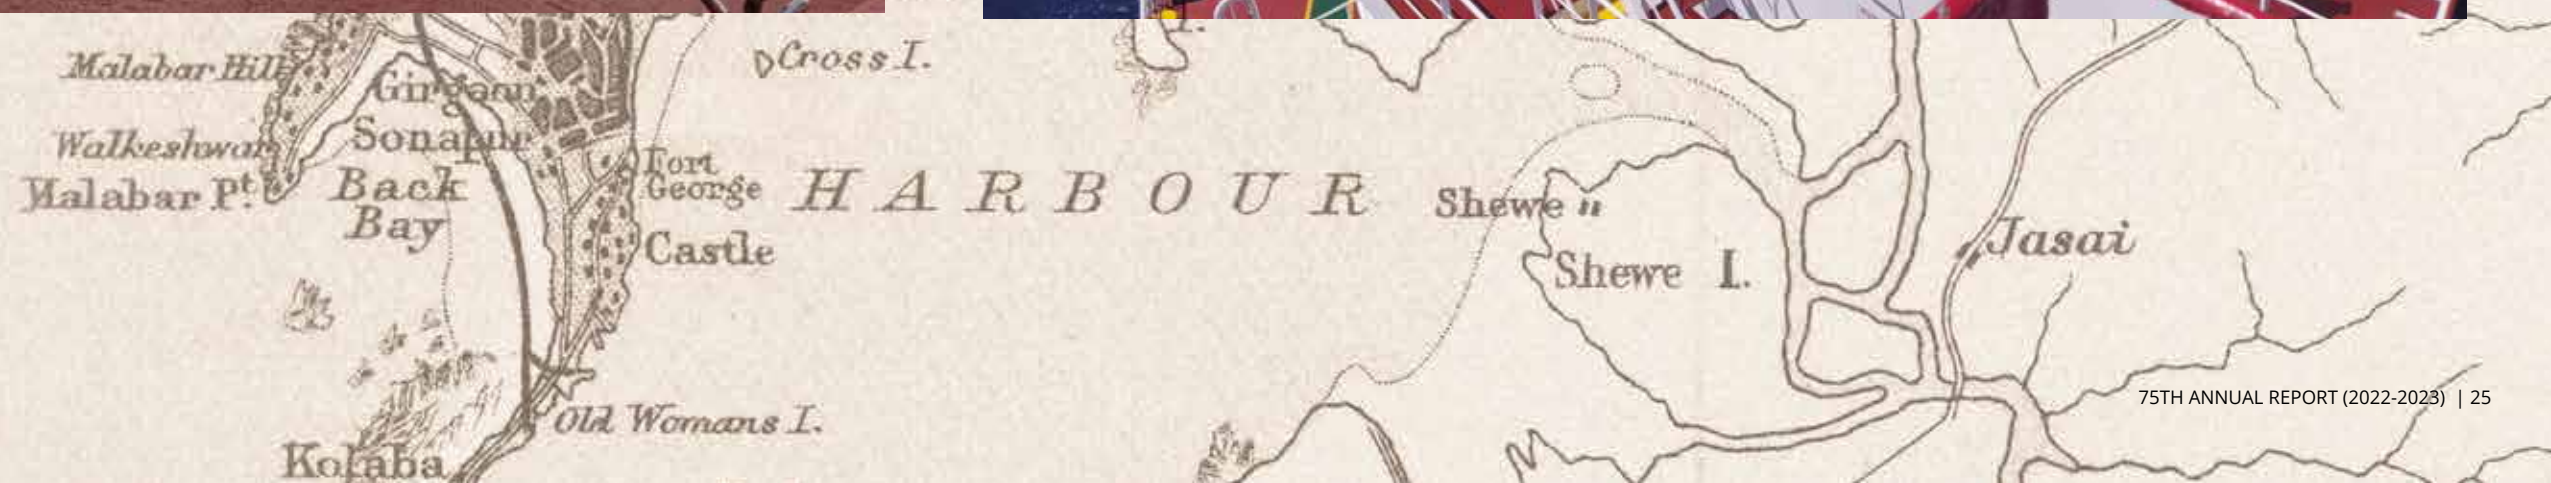 Malabar Hill
Cross I.
Girgaon
Walkeshwar
Sonapur
Malabar Pt.
Back
Bay
Fort
George
HARBOUR
Shewe
Castle
Shewe I.
Jasai
Old Womans I.
Kolaba
75TH ANNUAL REPORT (2022-2023) | 25